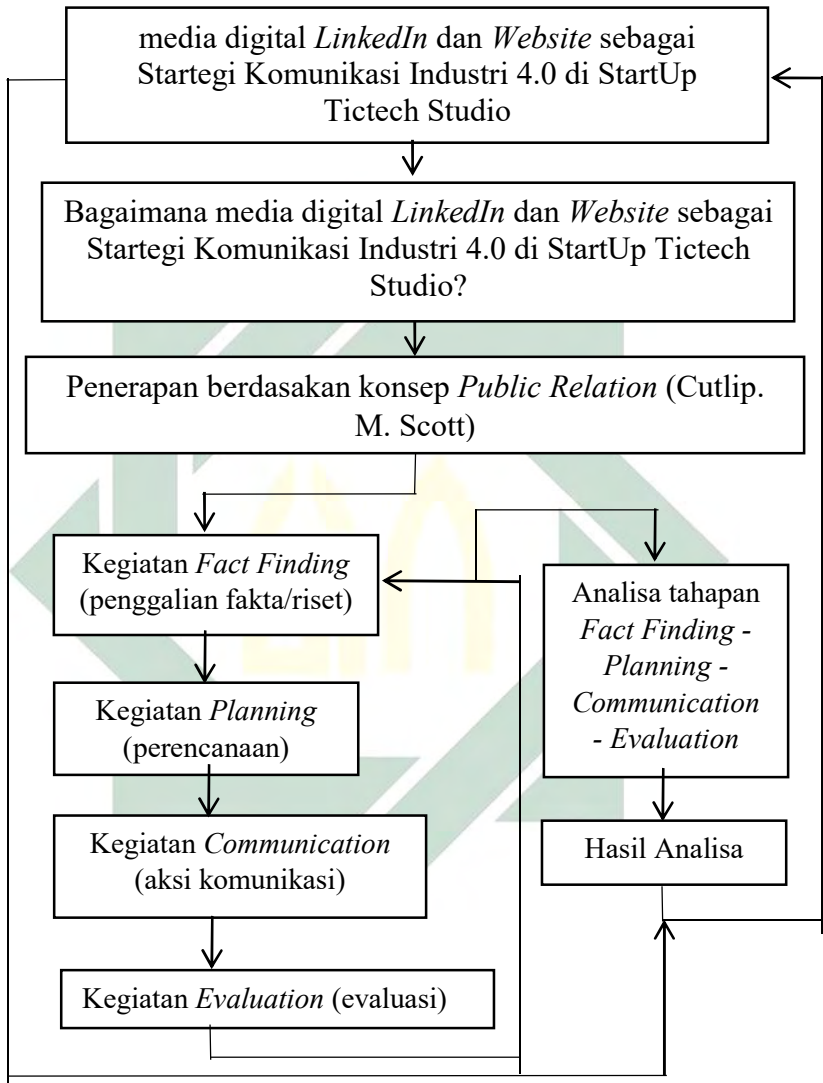 media digital LinkedIn dan Website sebagai
Startegi Komunikasi Industri 4.0 di StartUp
Tictech Studio
Bagaimana media digital LinkedIn dan Website sebagai
Startegi Komunikasi Industri 4.0 di StartUp Tictech
Studio?
Penerapan berdasakan konsep Public Relation (Cutlip.
M. Scott)
Kegiatan Fact Finding
(penggalian fakta/riset)
Kegiatan Planning
(perencanaan)
Kegiatan Communication
(aksi komunikasi)
Kegiatan Evaluation (evaluasi)
Analisa tahapan
Fact Finding -
Planning -
Communication
- Evaluation
Hasil Analisa